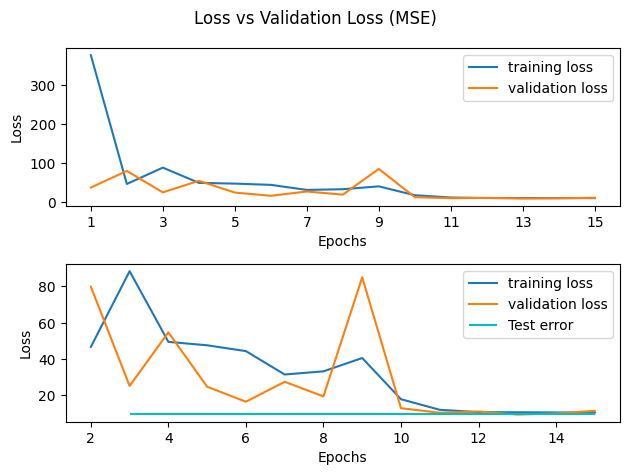 Loss vs Validation Loss (MSE)
training loss
validation loss
300
200
100
0
Loss
1 3 5 7 9 11 13 15
Epochs
training loss
validation loss
Test error
80
60
40
20
Loss
2 4 6 8 10 12 14
Epochs